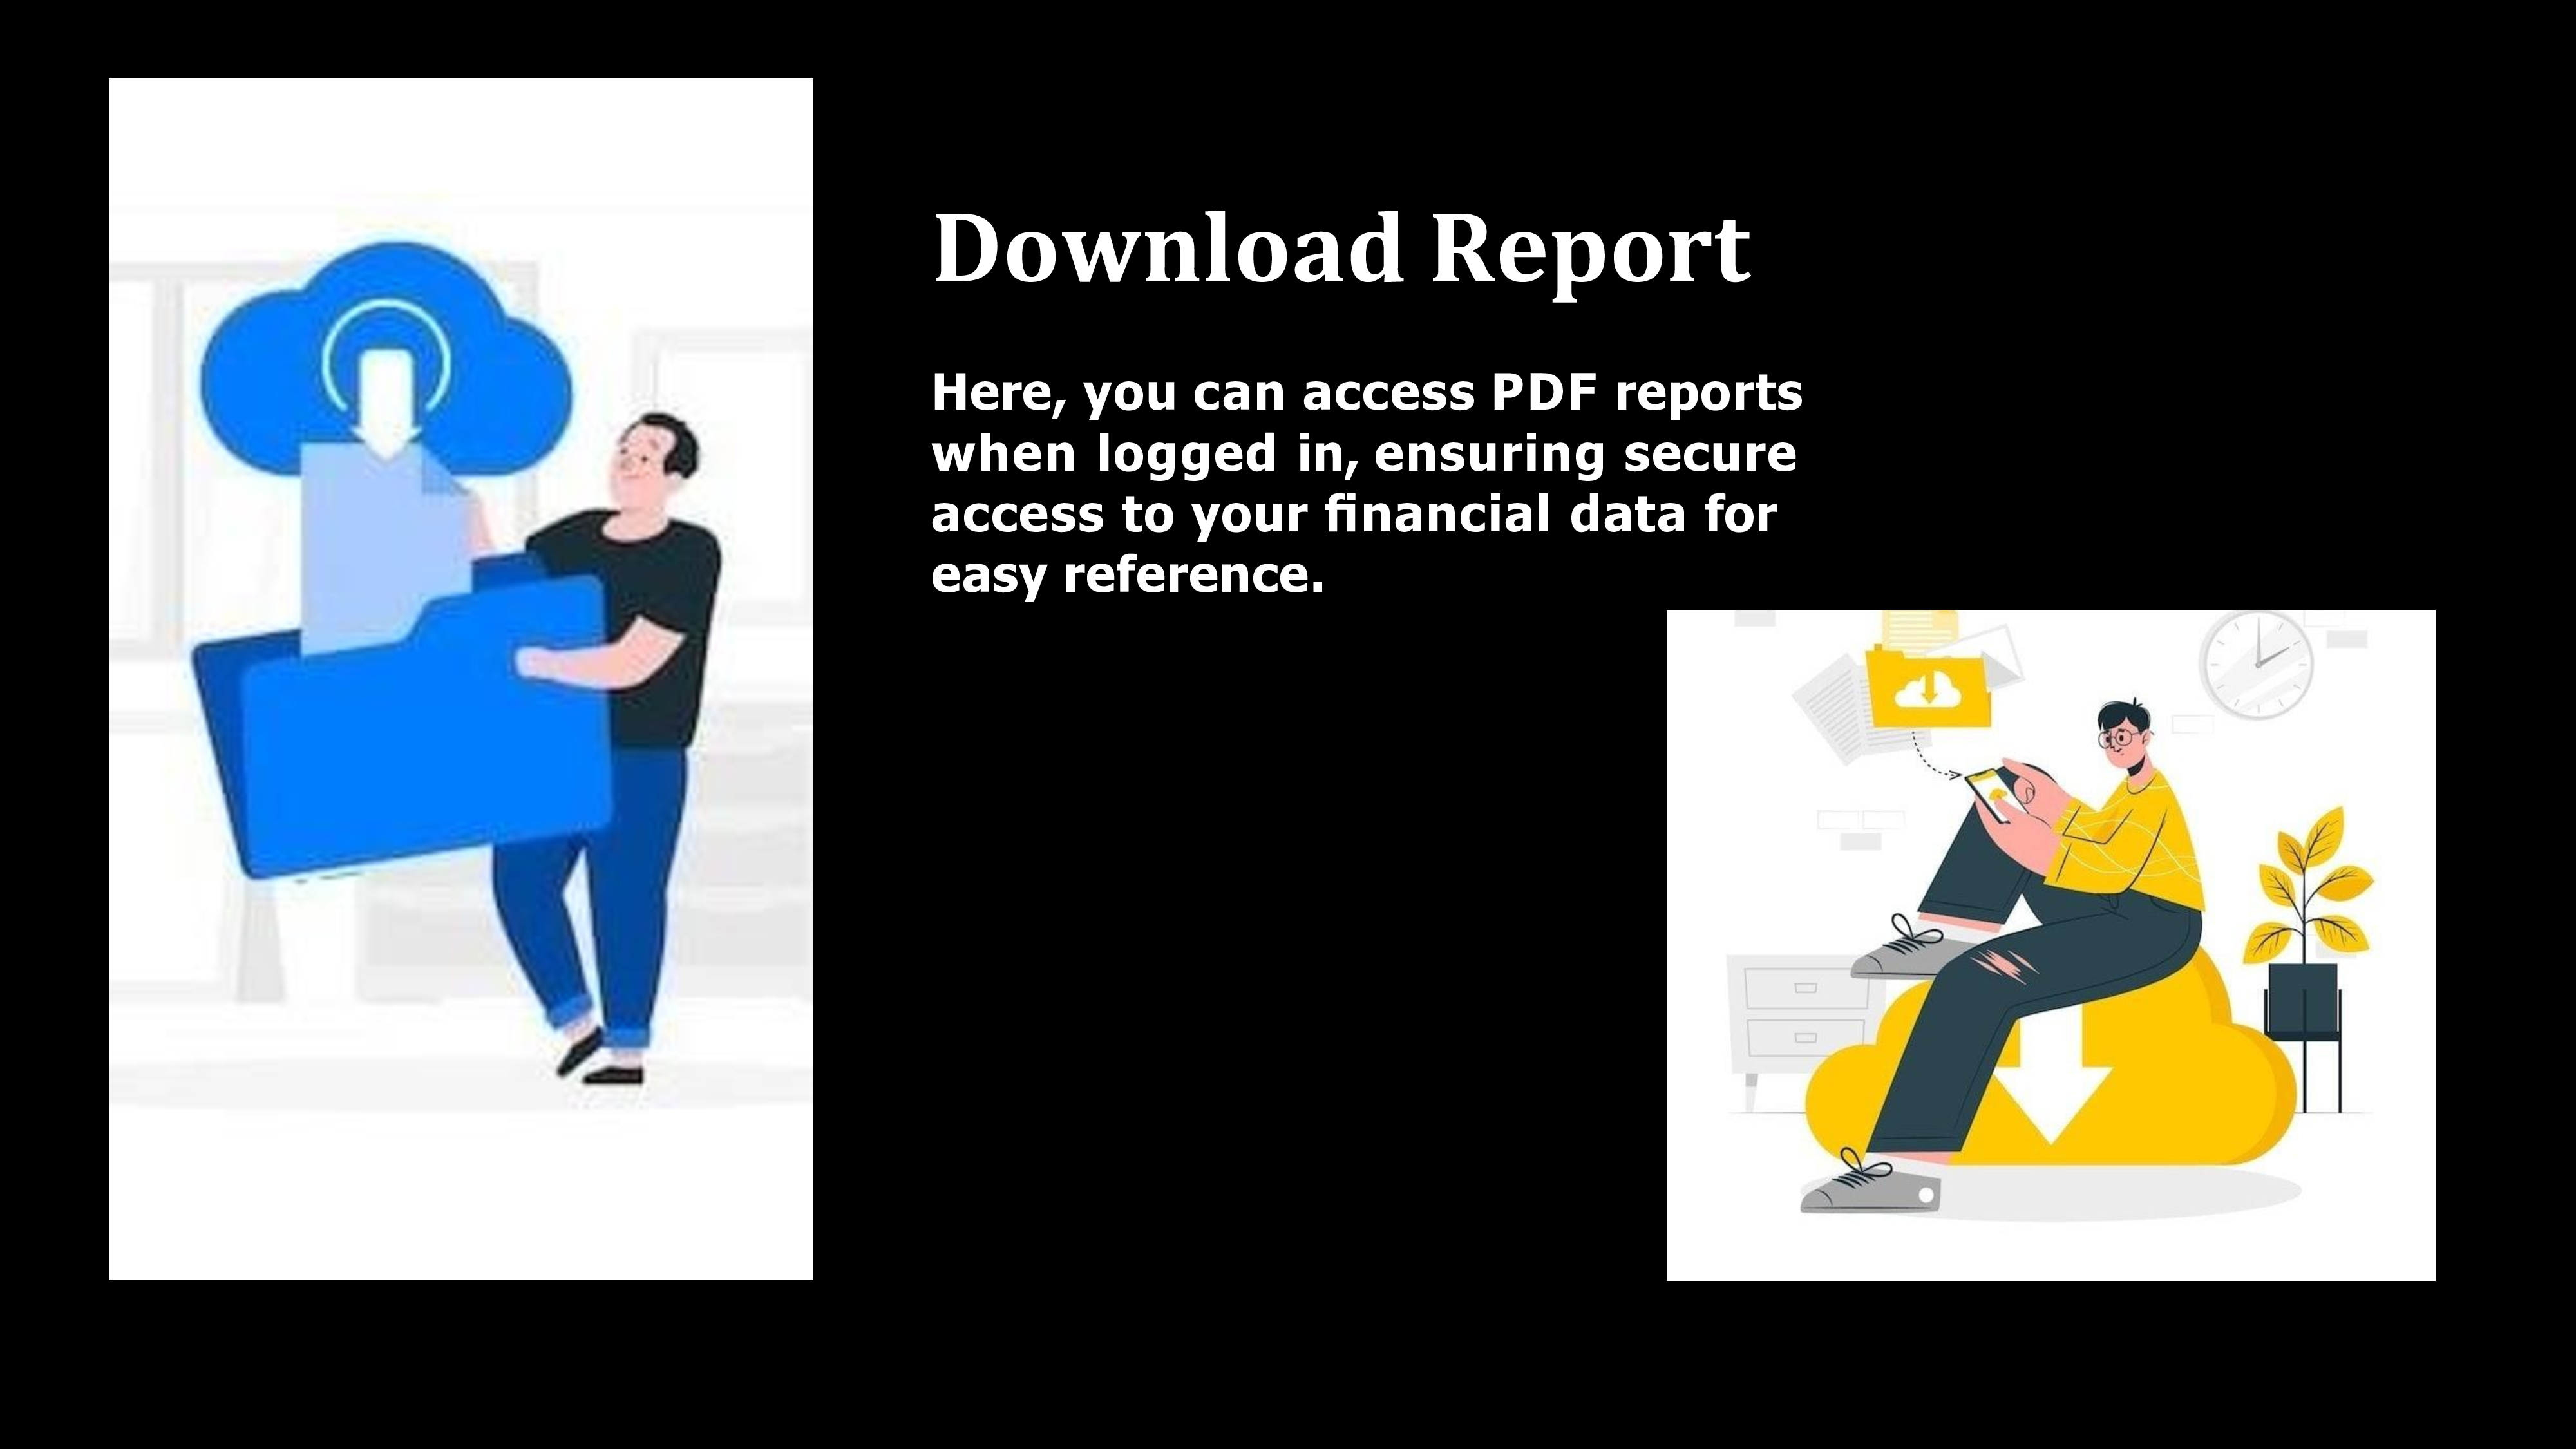 Download Report
Here, you can access PDF reports
when logged in, ensuring secure
access to your financial data for
easy reference.